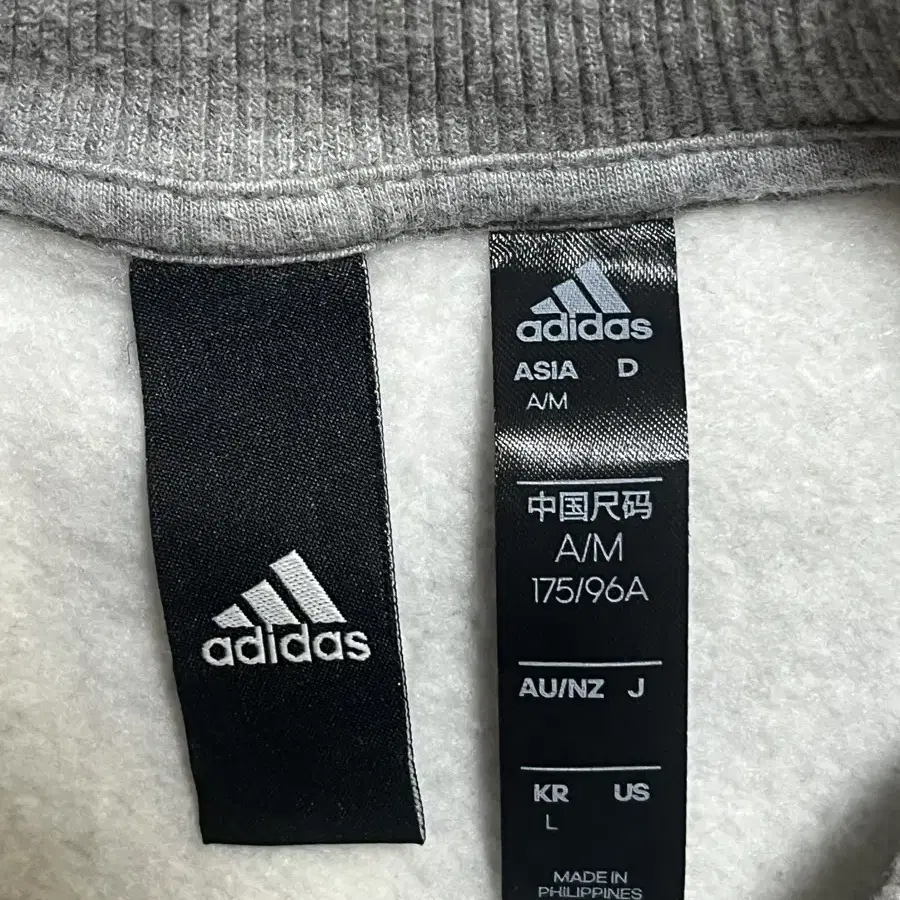 adidas
adidas
ASIA D
A/M
中国尺码
A/M
175/96A
AU/NZ J
KR US
L
MADE IN
PHILIPPINES